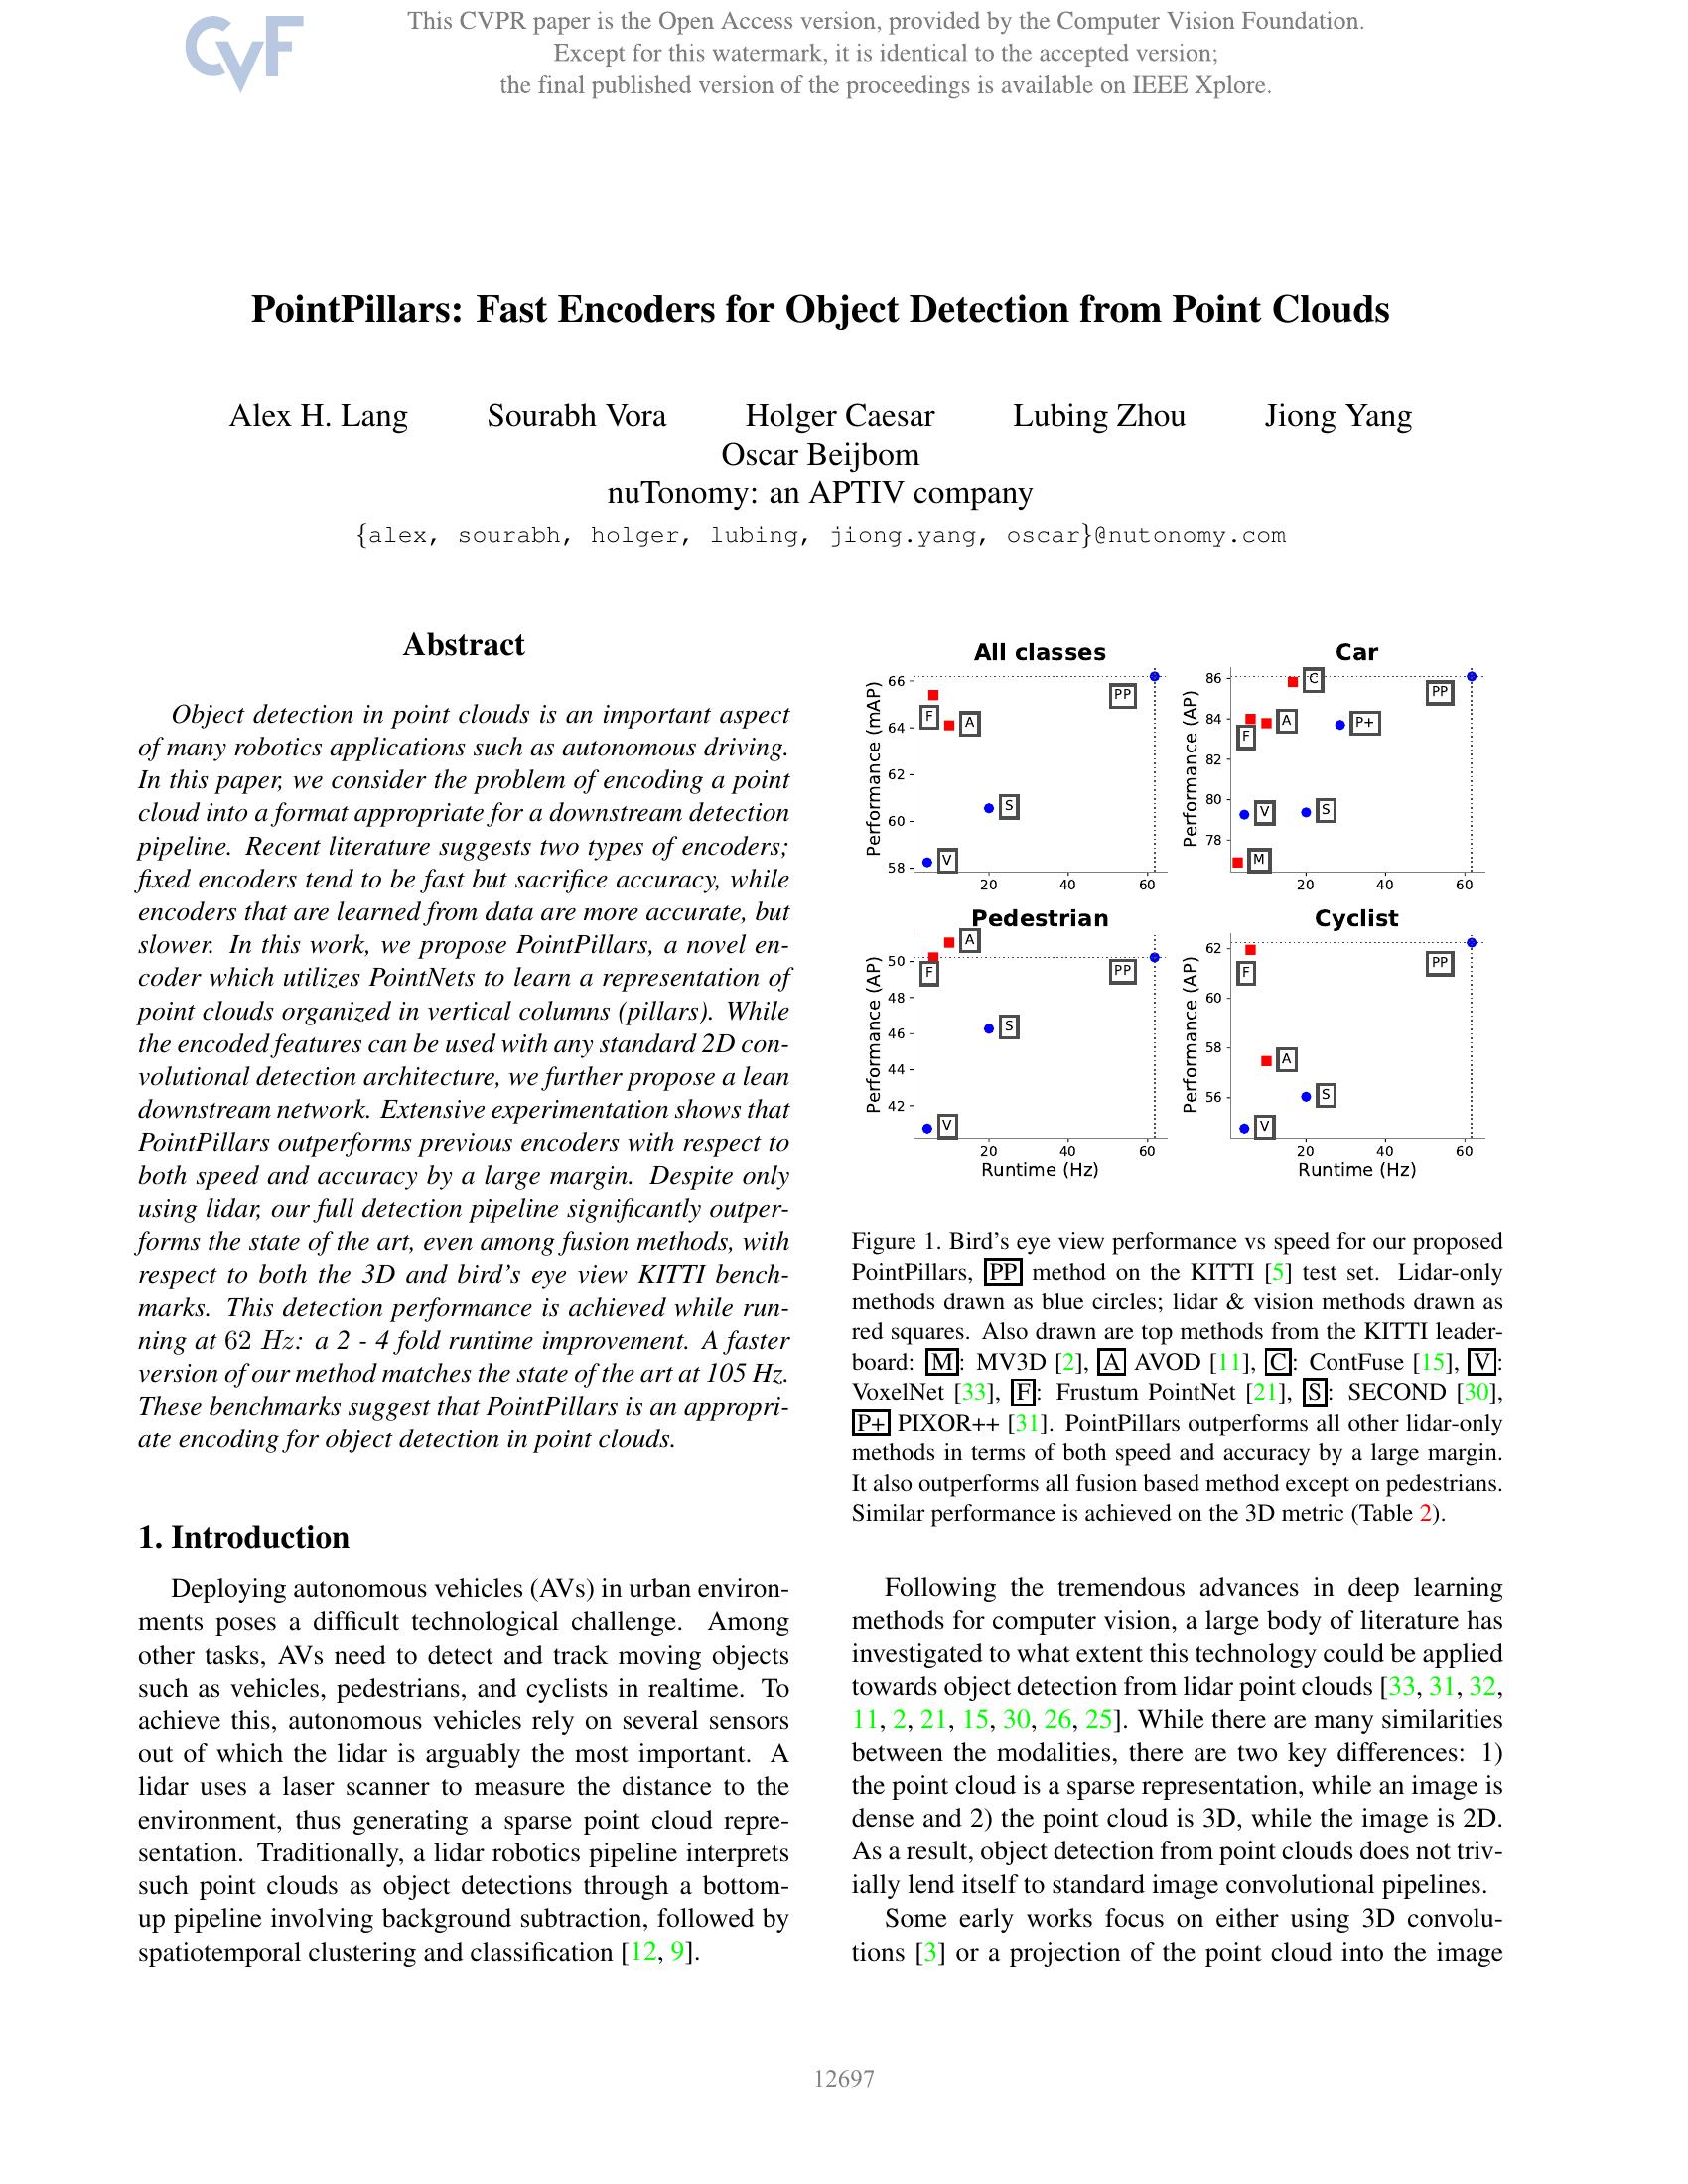 CVF
This CVPR paper is the Open Access version, provided by the Computer Vision Foundation.
Except for this watermark, it is identical to the accepted version;
the final published version of the proceedings is available on IEEE Xplore.
PointPillars: Fast Encoders for Object Detection from Point Clouds
Alex H. Lang Sourabh Vora Holger Caesar Lubing Zhou Jiong Yang
Oscar Beijbom
nuTonomy: an APTIV company
{alex, sourabh, holger, lubing, jiong.yang, oscar}@nutonomy.com
Abstract
Object detection in point clouds is an important aspect
of many robotics applications such as autonomous driving.
In this paper, we consider the problem of encoding a point
cloud into a format appropriate for a downstream detection
pipeline. Recent literature suggests two types of encoders;
fixed encoders tend to be fast but sacrifice accuracy, while
encoders that are learned from data are more accurate, but
slower. In this work, we propose PointPillars, a novel en-
coder which utilizes PointNets to learn a representation of
point clouds organized in vertical columns (pillars). While
the encoded features can be used with any standard 2D con-
volutional detection architecture, we further propose a lean
downstream network. Extensive experimentation shows that
PointPillars outperforms previous encoders with respect to
both speed and accuracy by a large margin. Despite only
using lidar, our full detection pipeline significantly outper-
forms the state of the art, even among fusion methods, with
respect to both the 3D and bird's eye view KITTI bench-
marks. This detection performance is achieved while run-
ning at 62 Hz: a 2 - 4 fold runtime improvement. A faster
version of our method matches the state of the art at 105 Hz.
These benchmarks suggest that PointPillars is an appropri-
ate encoding for object detection in point clouds.
1. Introduction
Deploying autonomous vehicles (AVs) in urban environ-
ments poses a difficult technological challenge. Among
other tasks, AVs need to detect and track moving objects
such as vehicles, pedestrians, and cyclists in realtime. To
achieve this, autonomous vehicles rely on several sensors
out of which the lidar is arguably the most important. A
lidar uses a laser scanner to measure the distance to the
environment, thus generating a sparse point cloud repre-
sentation. Traditionally, a lidar robotics pipeline interprets
such point clouds as object detections through a bottom-
up pipeline involving background subtraction, followed by
spatiotemporal clustering and classification [12, 9].
All classes
Performance (mAP)
66
64
62
60
58
20 40 60
F
A
PP
S
V
Car
Performance (AP)
86
84
82
80
78
20 40 60
C
PP
A
P+
F
V
S
M
Pedestrian
Performance (AP)
50
48
46
44
42
20 40 60
Runtime (Hz)
A
F
PP
S
V
Cyclist
Performance (AP)
62
60
58
56
20 40 60
Runtime (Hz)
F
PP
A
S
V
Figure 1. Bird's eye view performance vs speed for our proposed
PointPillars, PP method on the KITTI [5] test set. Lidar-only
methods drawn as blue circles; lidar & vision methods drawn as
red squares. Also drawn are top methods from the KITTI leader-
board: M: MV3D [2], A AVOD [11], C: ContFuse [15], V:
VoxelNet [33], F: Frustum PointNet [21], S: SECOND [30],
P+ PIXOR++ [31]. PointPillars outperforms all other lidar-only
methods in terms of both speed and accuracy by a large margin.
It also outperforms all fusion based method except on pedestrians.
Similar performance is achieved on the 3D metric (Table 2).
Following the tremendous advances in deep learning
methods for computer vision, a large body of literature has
investigated to what extent this technology could be applied
towards object detection from lidar point clouds [33, 31, 32,
11, 2, 21, 15, 30, 26, 25]. While there are many similarities
between the modalities, there are two key differences: 1)
the point cloud is a sparse representation, while an image is
dense and 2) the point cloud is 3D, while the image is 2D.
As a result, object detection from point clouds does not triv-
ially lend itself to standard image convolutional pipelines.
Some early works focus on either using 3D convolu-
tions [3] or a projection of the point cloud into the image
12697